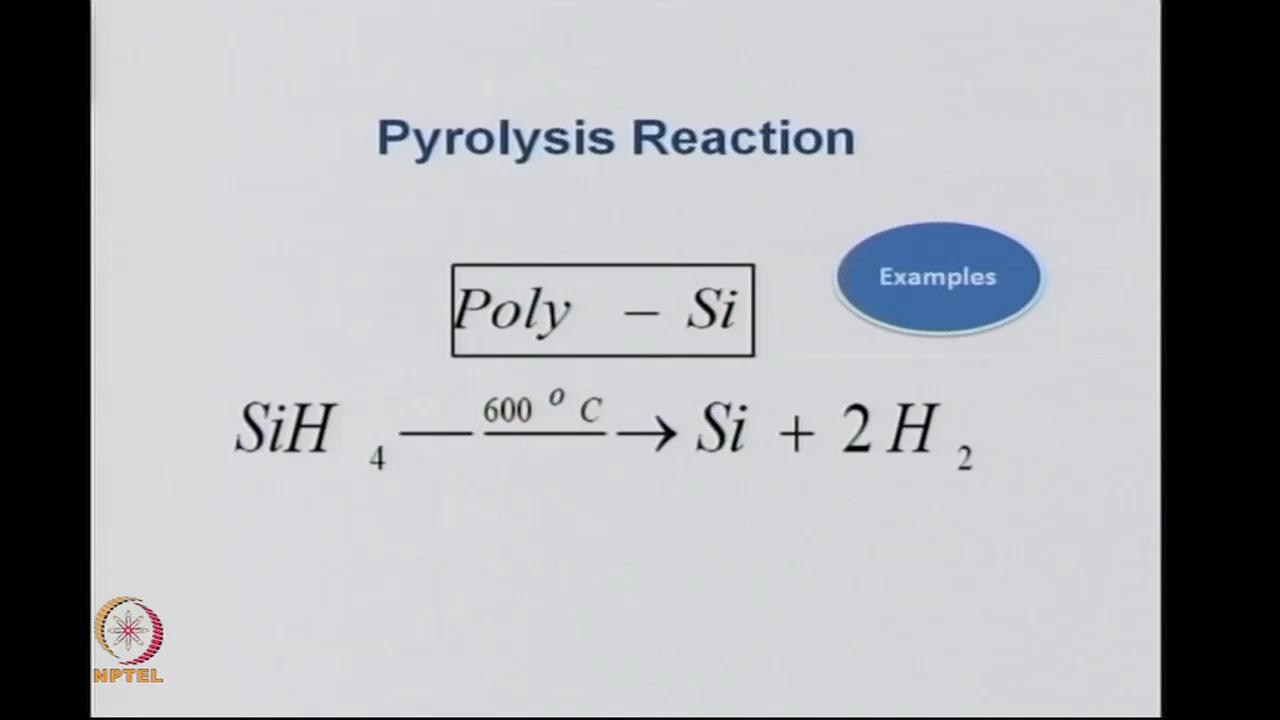 Pyrolysis Reaction
Examples
Poly – Si
SiH₄ —600 °C→ Si + 2H₂
NPTEL